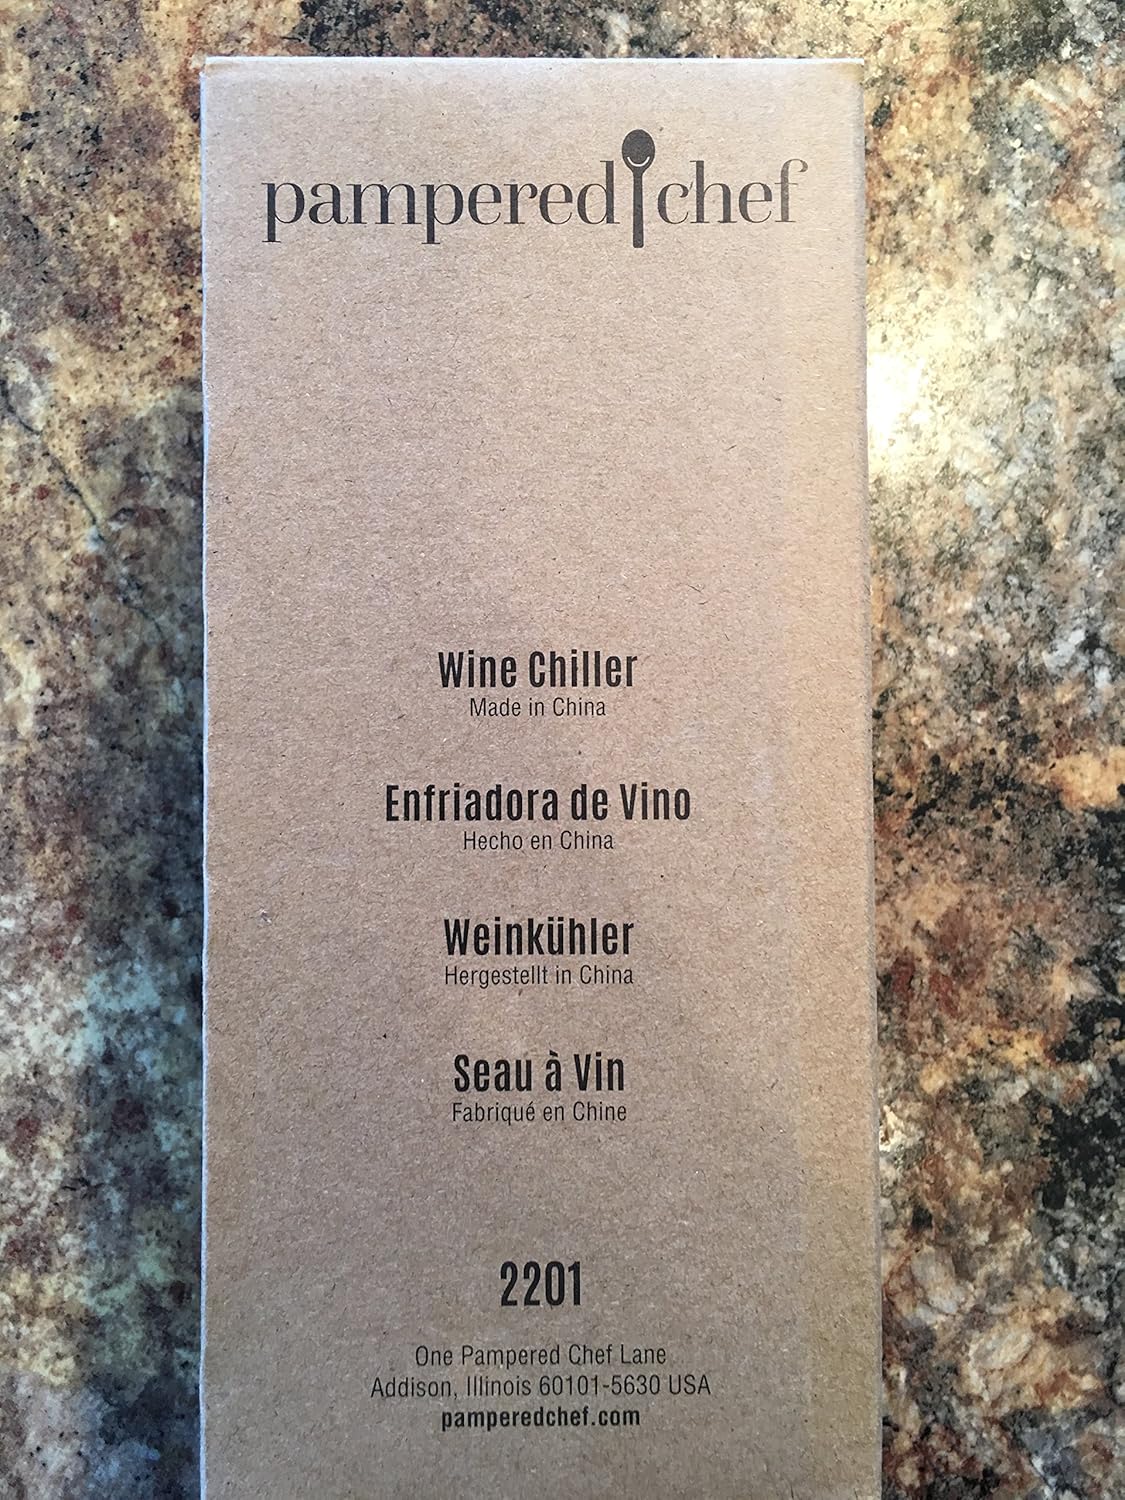 pampered chef
Wine Chiller
Made in China
Enfriadora de Vino
Hecho en China
Weinkühler
Hergestellt in China
Seau à Vin
Fabriqué en Chine
2201
One Pampered Chef Lane
Addison, Illinois 60101-5630 USA
pamperedchef.com